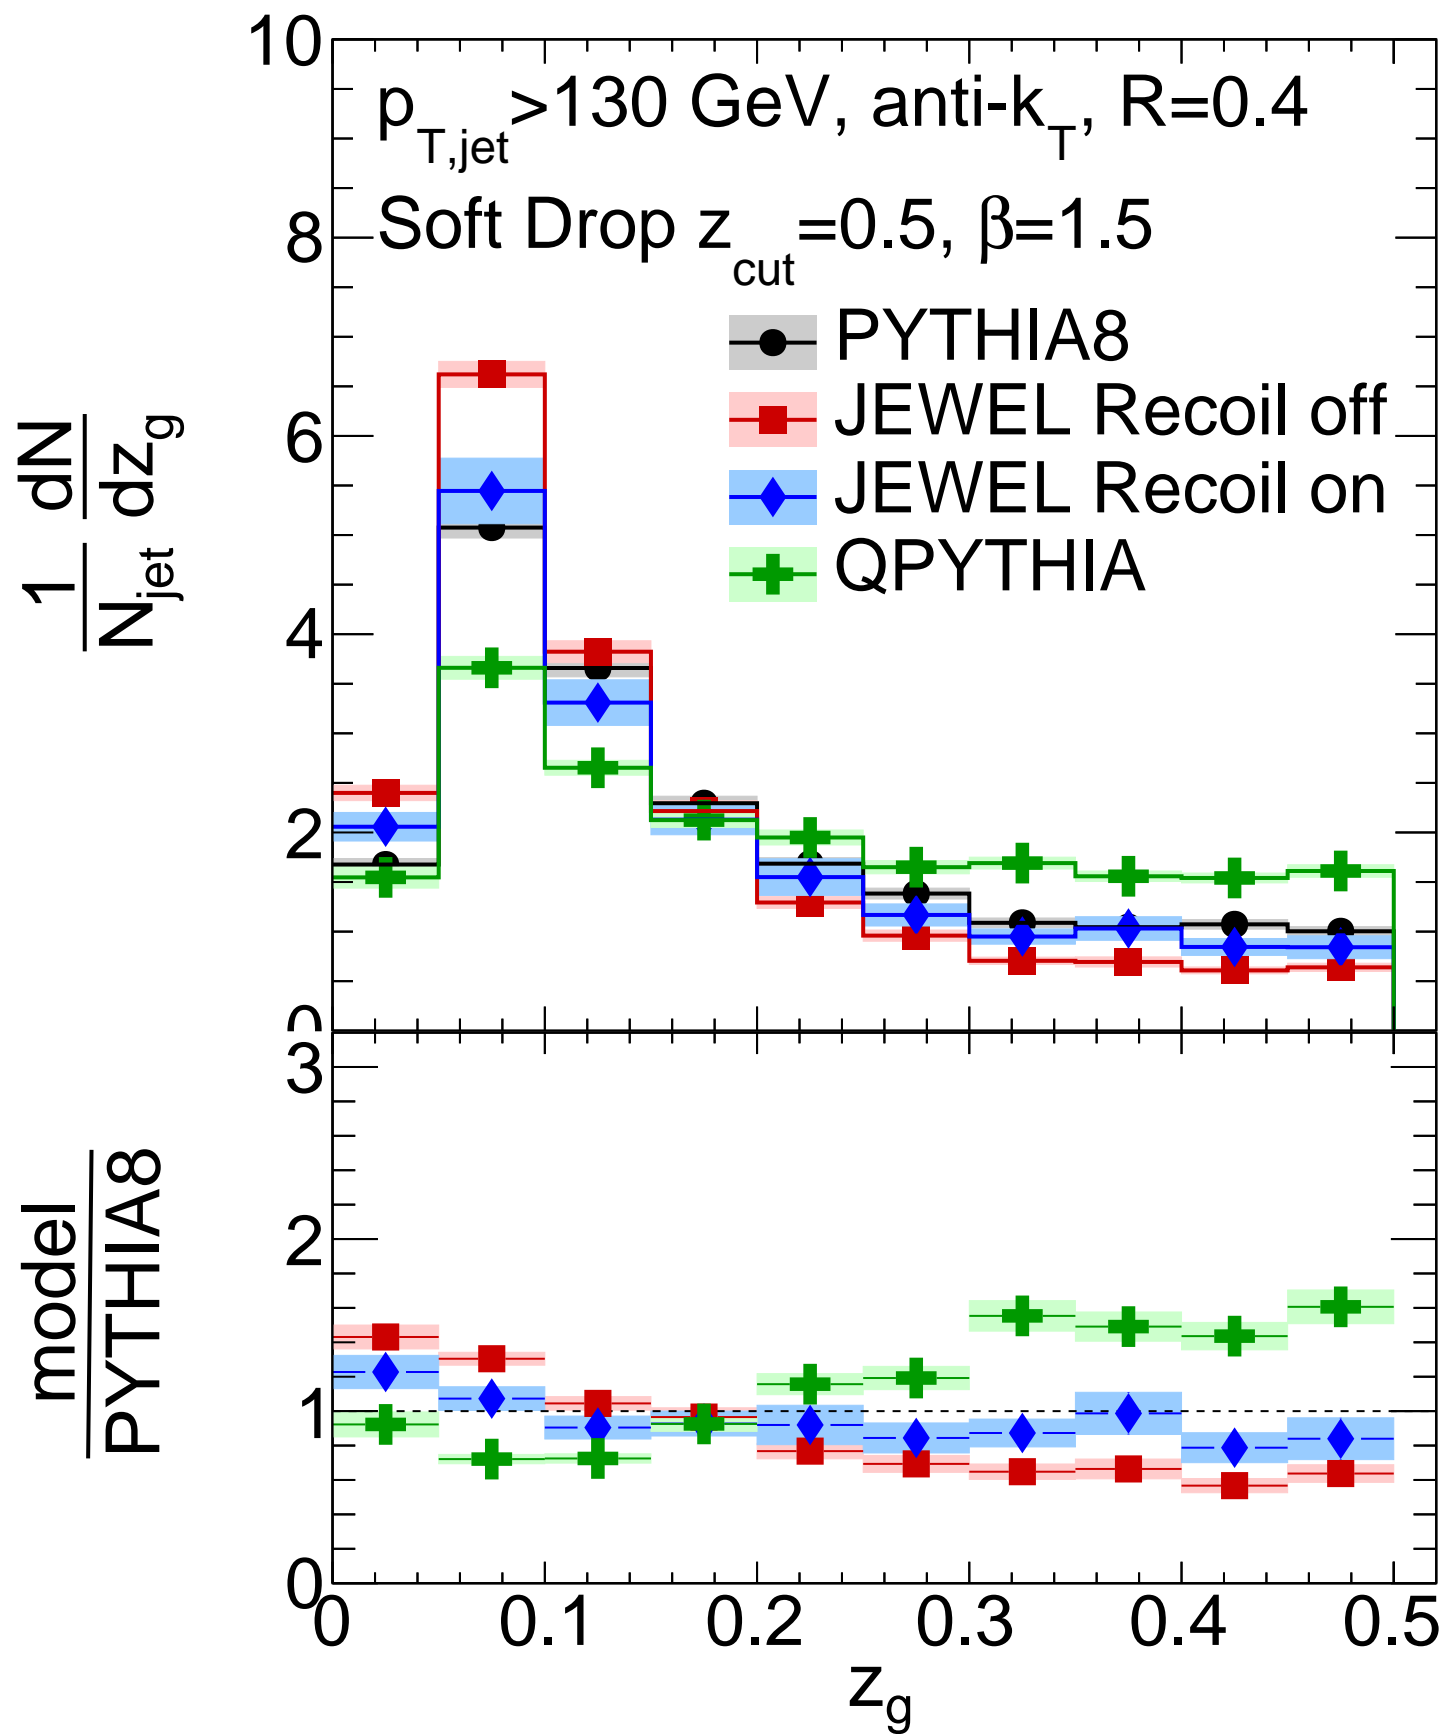 10
p_T,jet>130 GeV, anti-k_T, R=0.4
8
Soft Drop z_cut=0.5, β=1.5
PYTHIA8
JEWEL Recoil off
JEWEL Recoil on
QPYTHIA
6
4
2
0
1 dN
N_jet dz_g
3
2
1
0
model
PYTHIA8
0 0.1 0.2 0.3 0.4 0.5
z_g